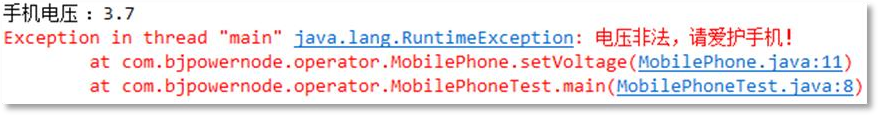 手机电压 : 3.7
Exception in thread "main" java.lang.RuntimeException: 电压非法，请爱护手机！
at com.bjpowernode.operator.MobilePhone.setVoltage(MobilePhone.java:11)
at com.bjpowernode.operator.MobilePhoneTest.main(MobilePhoneTest.java:8)